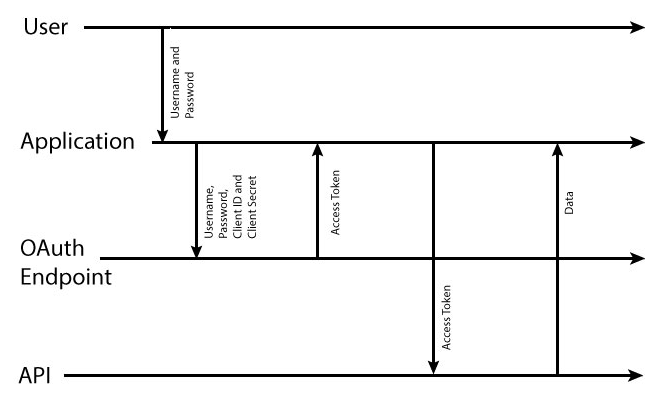 User
Username and
Password
Application
Username,
Password,
Client ID and
Client Secret
Access Token
Data
OAuth
Endpoint
Access Token
API